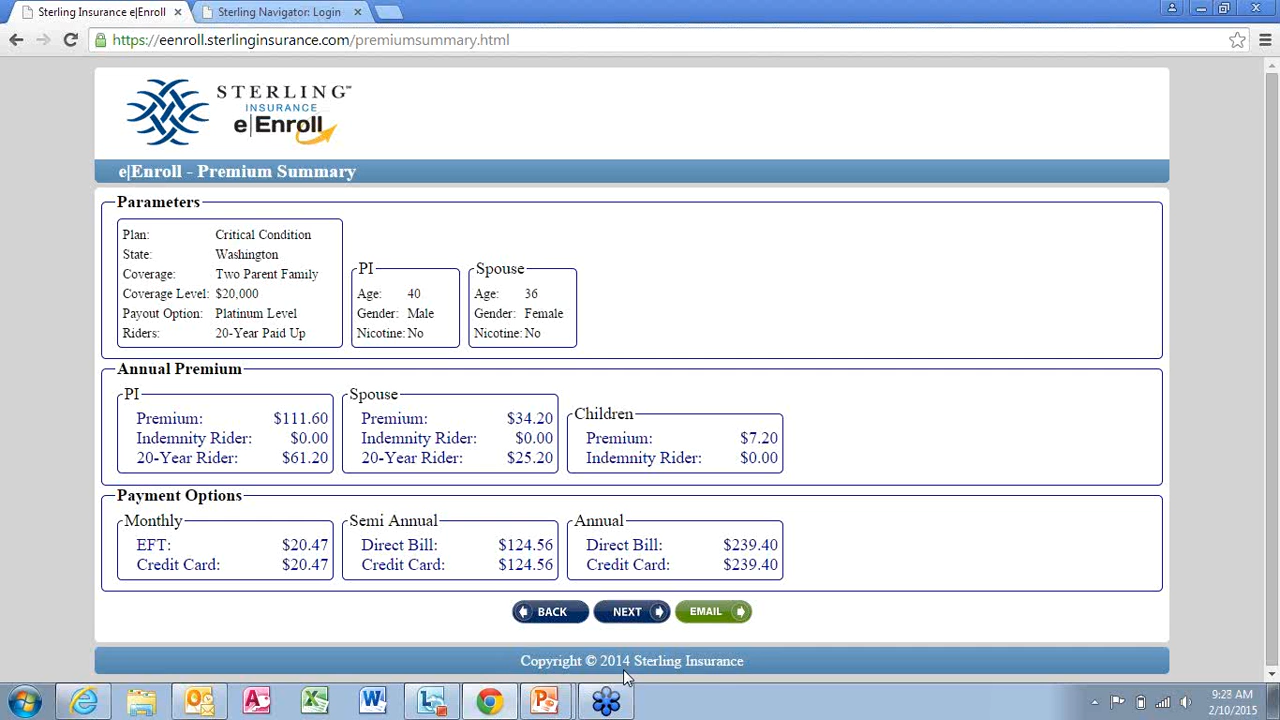 Sterling Insurance e|Enroll
Sterling Navigator: Login
https://eenroll.sterlinginsurance.com/premiumsummary.html
STERLING™
INSURANCE
e|Enroll
e|Enroll - Premium Summary
Parameters
Plan: Critical Condition
State: Washington
Coverage: Two Parent Family
Coverage Level: $20,000
Payout Option: Platinum Level
Riders: 20-Year Paid Up
PI
Age: 40
Gender: Male
Nicotine: No
Spouse
Age: 36
Gender: Female
Nicotine: No
Annual Premium
PI
Premium: $111.60
Indemnity Rider: $0.00
20-Year Rider: $61.20
Spouse
Premium: $34.20
Indemnity Rider: $0.00
20-Year Rider: $25.20
Children
Premium: $7.20
Indemnity Rider: $0.00
Payment Options
Monthly
EFT: $20.47
Credit Card: $20.47
Semi Annual
Direct Bill: $124.56
Credit Card: $124.56
Annual
Direct Bill: $239.40
Credit Card: $239.40
BACK
NEXT
EMAIL
Copyright © 2014 Sterling Insurance
9:23 AM
2/10/2015